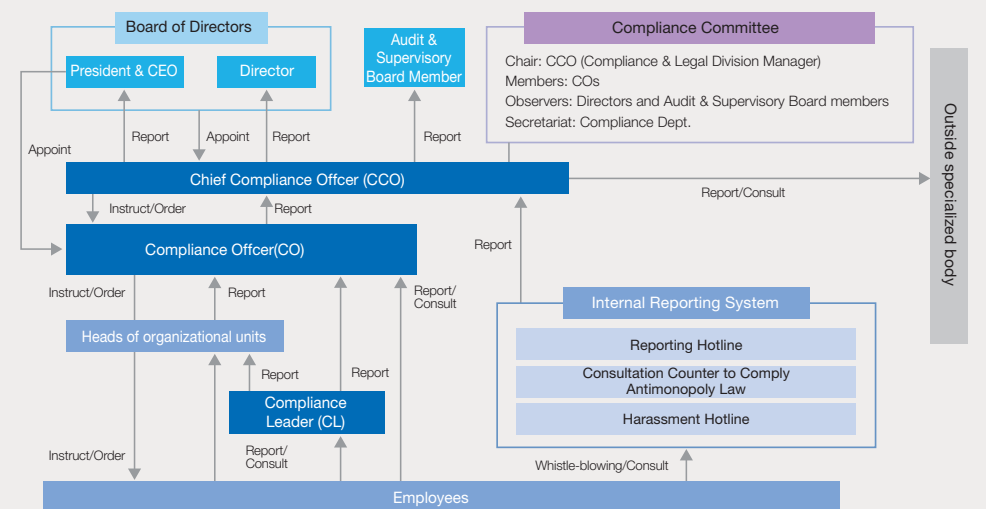 Board of Directors
President & CEO
Director
Audit &
Supervisory
Board Member
Compliance Committee
Chair: CCO (Compliance & Legal Division Manager)
Members: COs
Observers: Directors and Audit & Supervisory Board members
Secretariat: Compliance Dept.
Outside specialized body
Appoint
Report
Appoint
Report
Report
Chief Compliance Offcer (CCO)
Report/Consult
Instruct/Order
Report
Compliance Offcer(CO)
Report
Instruct/Order
Report
Report/
Consult
Internal Reporting System
Heads of organizational units
Reporting Hotline
Consultation Counter to Comply
Antimonopoly Law
Harassment Hotline
Report
Report
Compliance
Leader (CL)
Instruct/Order
Report/
Consult
Whistle-blowing/Consult
Employees